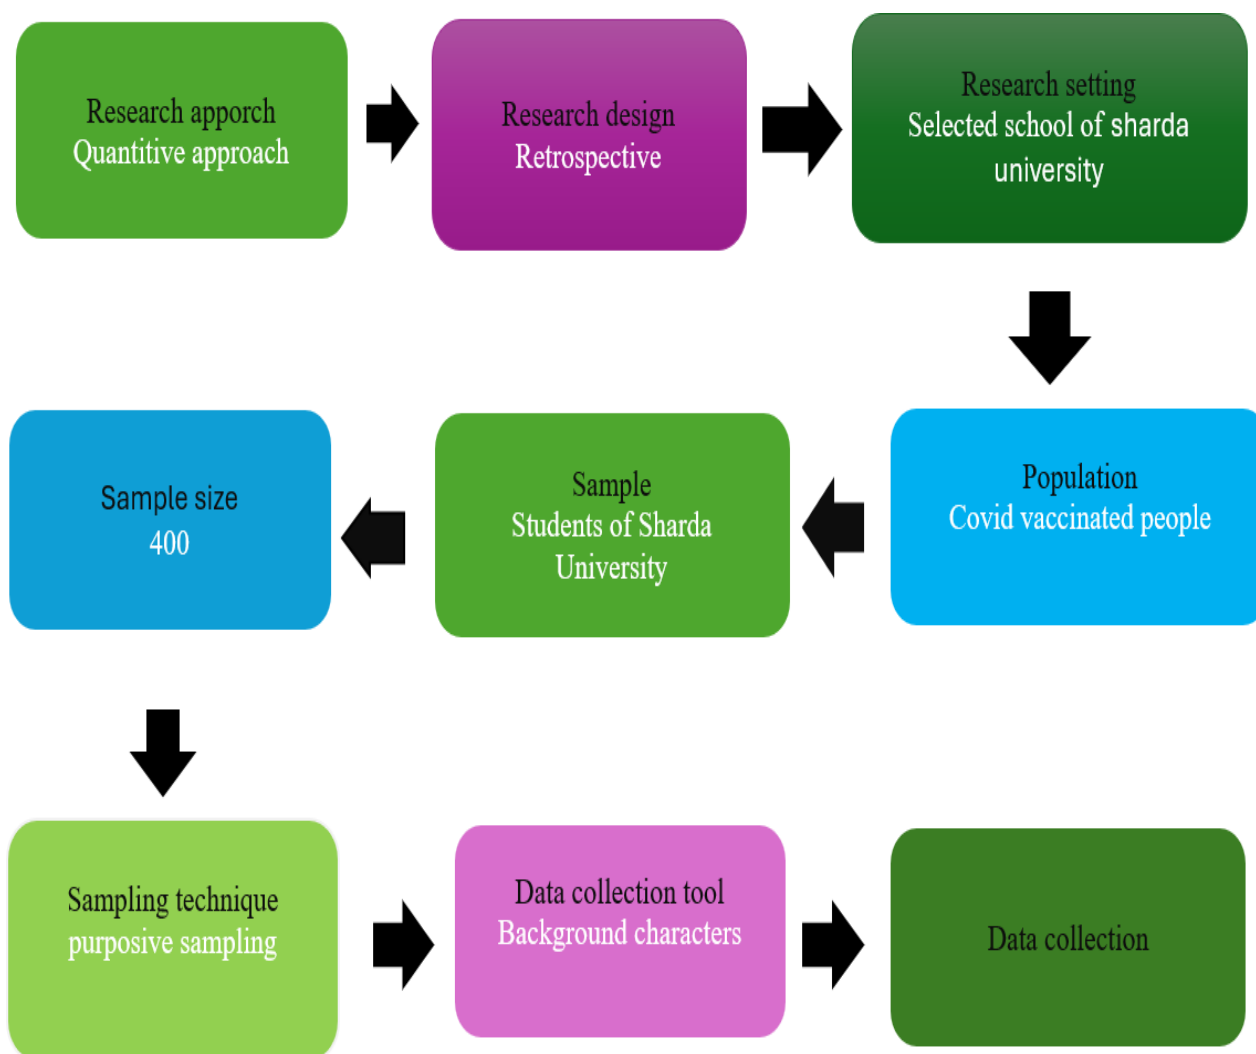 Research apporch
Quantitive approach
Research design
Retrospective
Research setting
Selected school of sharda
university
Population
Covid vaccinated people
Sample
Students of Sharda
University
Sample size
400
Sampling technique
purposive sampling
Data collection tool
Background characters
Data collection